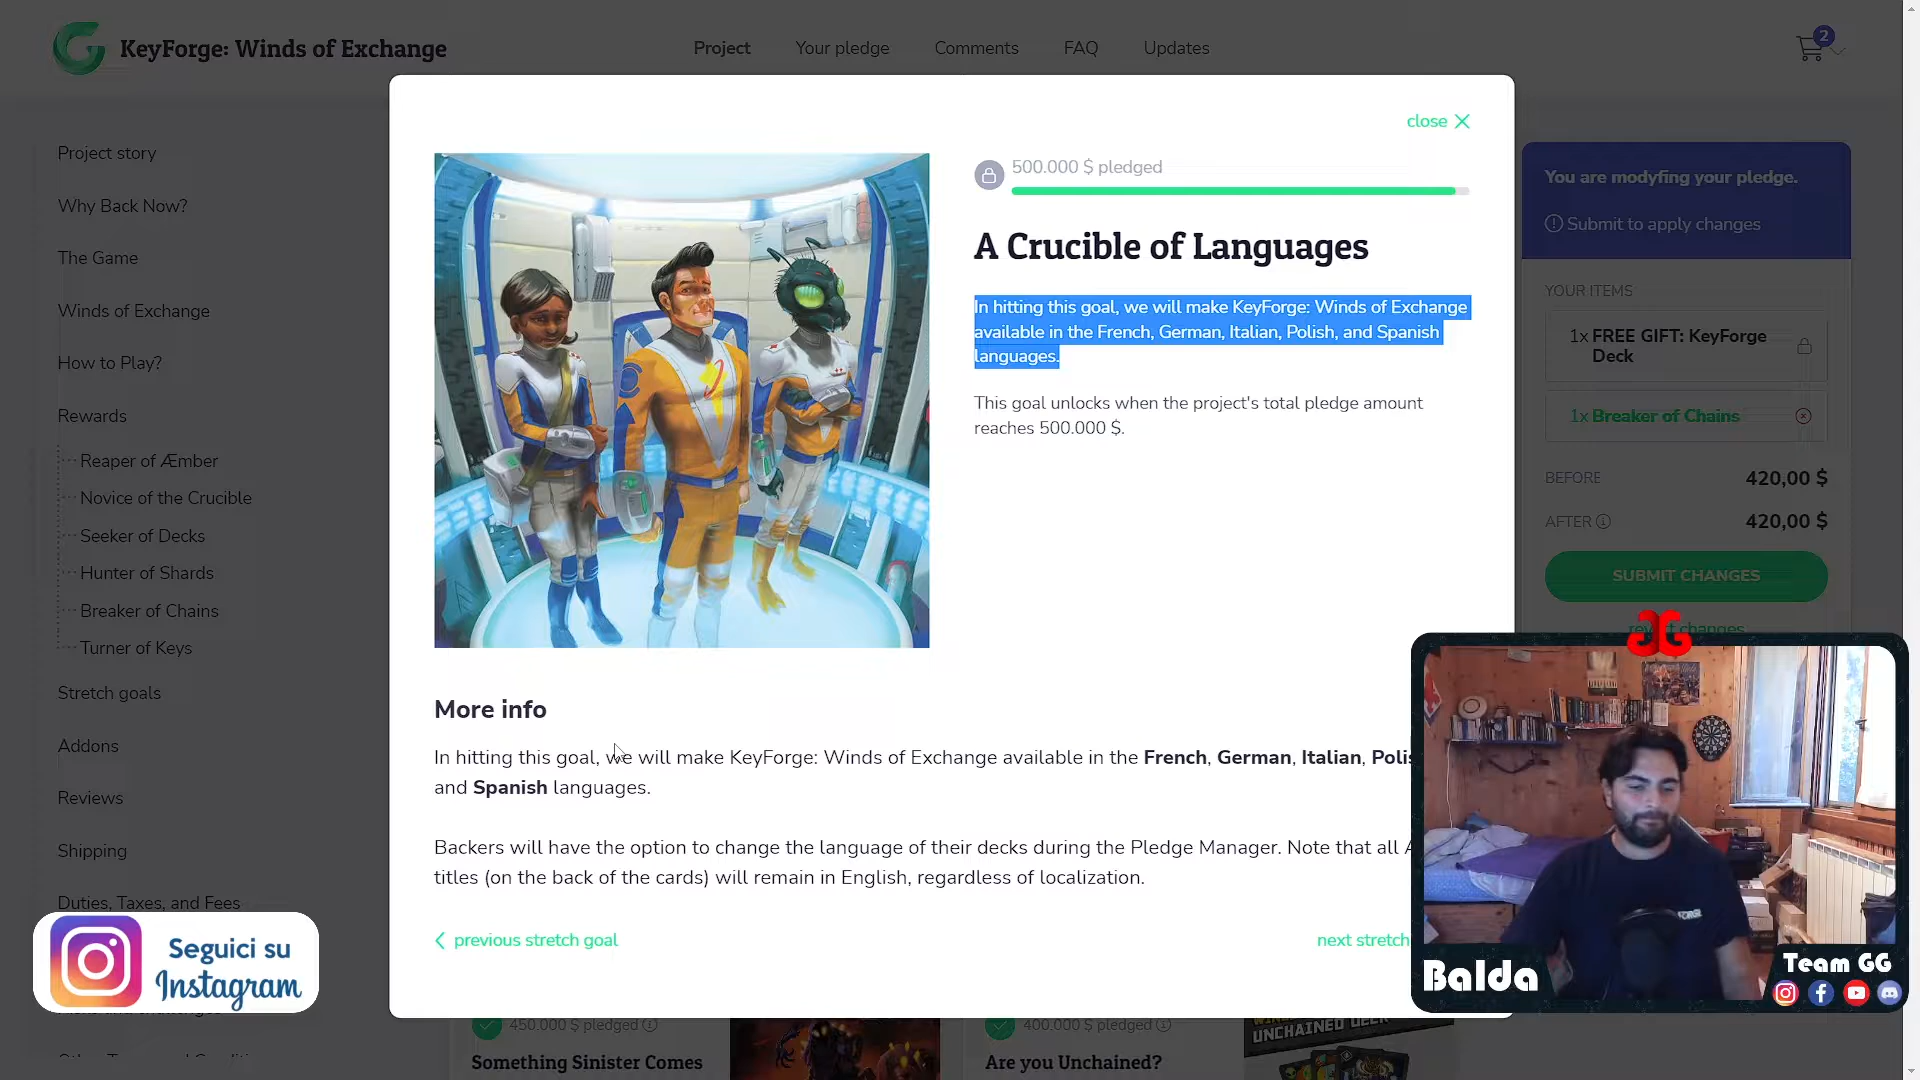 KeyForge: Winds of Exchange
Project
Your pledge
Comments
FAQ
Updates
2
Project story
Why Back Now?
The Game
Winds of Exchange
How to Play?
Rewards
Reaper of Æmber
Novice of the Crucible
Seeker of Decks
Hunter of Shards
Breaker of Chains
Turner of Keys
Stretch goals
Addons
Reviews
Shipping
Duties, Taxes, and Fees
close
500.000 $ pledged
A Crucible of Languages
In hitting this goal, we will make KeyForge: Winds of Exchange
available in the French, German, Italian, Polish, and Spanish
languages.
This goal unlocks when the project's total pledge amount
reaches 500.000 $.
More info
In hitting this goal, we will make KeyForge: Winds of Exchange available in the French, German, Italian, Polis
and Spanish languages.
Backers will have the option to change the language of their decks during the Pledge Manager. Note that all
titles (on the back of the cards) will remain in English, regardless of localization.
previous stretch goal
next stretch
You are modyfing your pledge.
Submit to apply changes
YOUR ITEMS
1x FREE GIFT: KeyForge
Deck
1x Breaker of Chains
BEFORE
420,00 $
AFTER
420,00 $
SUBMIT CHANGES
changes
Seguici su
Instagram
450.000 $ pledged
Something Sinister Comes
400.000 $ pledged
Are you Unchained?
UNCHAINED DECK
GG
Balda
Team GG